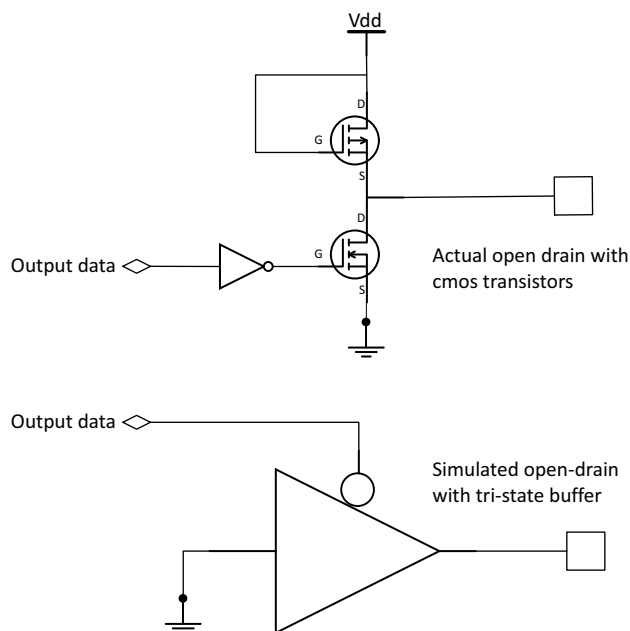 Vdd
D
G
S
D
Output data
G
S
Actual open drain with
cmos transistors
Output data
Simulated open-drain
with tri-state buffer